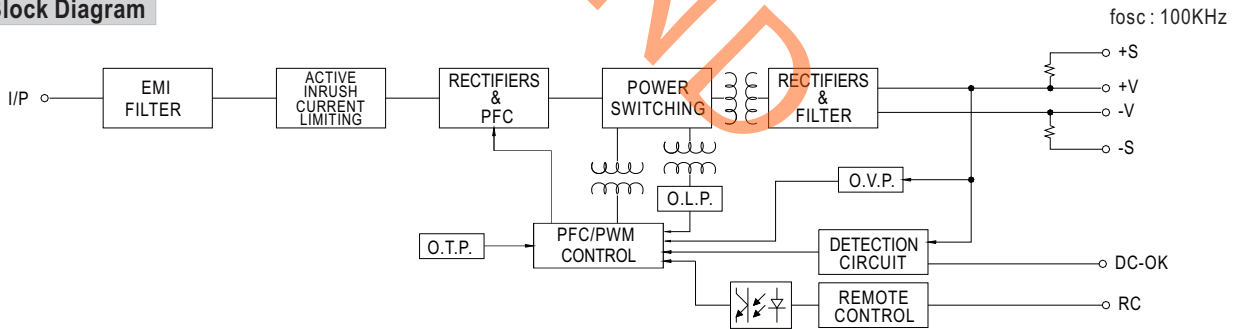 Block Diagram
fosc : 100KHz
I/P
EMI
FILTER
ACTIVE
INRUSH
CURRENT
LIMITING
RECTIFIERS
&
PFC
POWER
SWITCHING
RECTIFIERS
&
FILTER
+S
+V
-V
-S
O.L.P.
O.V.P.
O.T.P.
PFC/PWM
CONTROL
DETECTION
CIRCUIT
DC-OK
REMOTE
CONTROL
RC
ND